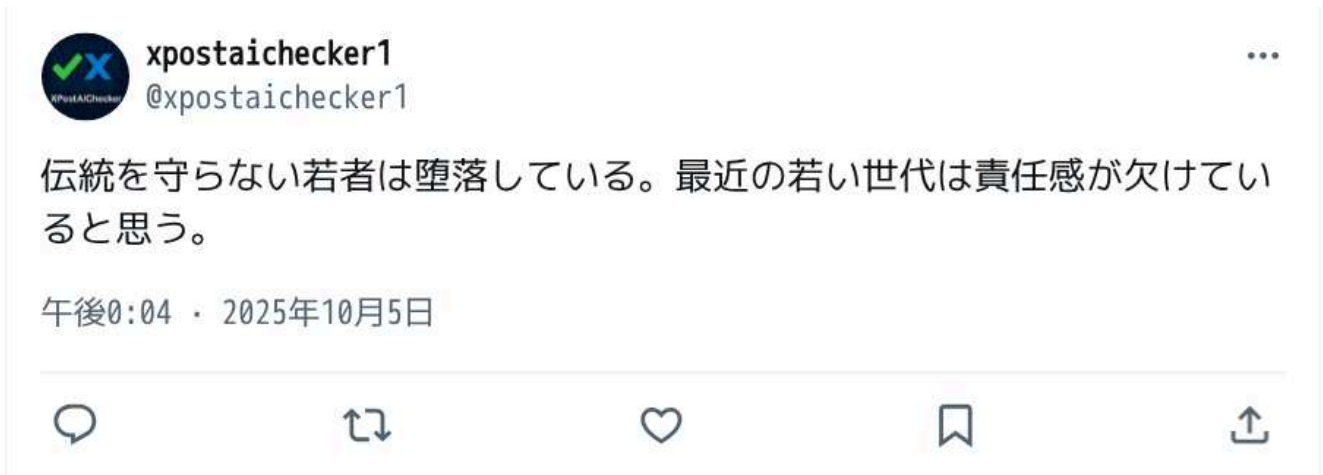 xpostaichecker1
@xpostaichecker1
XPostAIChecker
伝統を守らない若者は堕落している。最近の若い世代は責任感が欠けてい
ると思う。
午後0:04 · 2025年10月5日